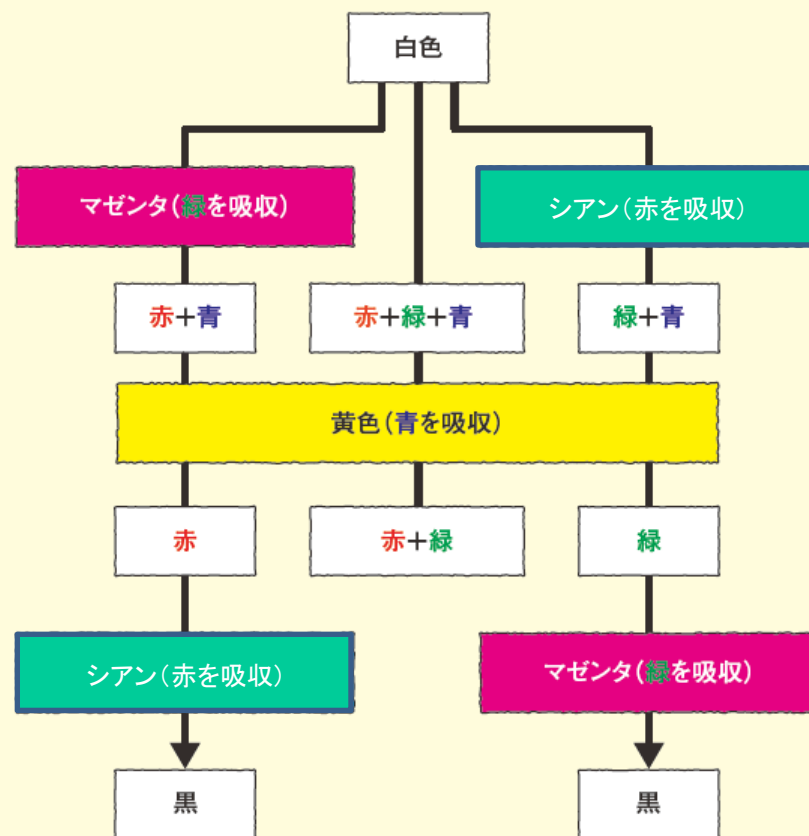 白色
マゼンタ(緑を吸収)
シアン(赤を吸収)
赤+青
赤+緑+青
緑+青
黄色(青を吸収)
赤
赤+緑
緑
シアン(赤を吸収)
マゼンタ(緑を吸収)
黒
黒